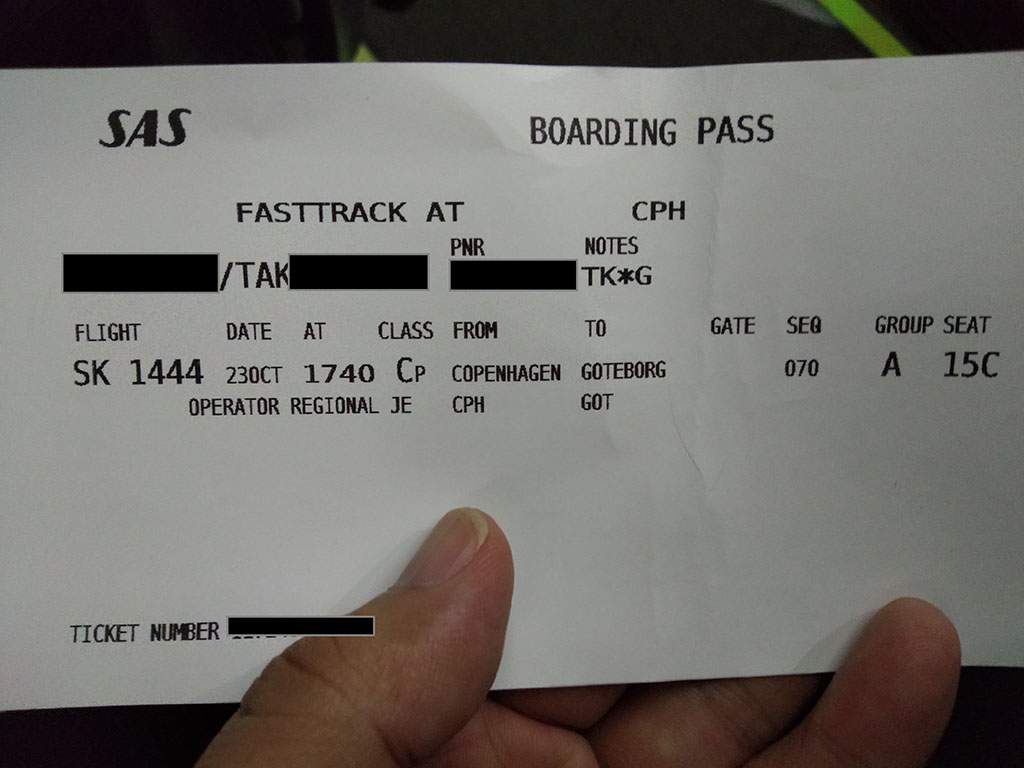 SAS BOARDING PASS
FASTTRACK AT CPH
PNR NOTES
/TAK TK*G
FLIGHT DATE AT CLASS FROM TO GATE SEQ GROUP SEAT
SK 1444 23OCT 1740 CP COPENHAGEN GOTEBORG 070 A 15C
OPERATOR REGIONAL JE CPH GOT
TICKET NUMBER